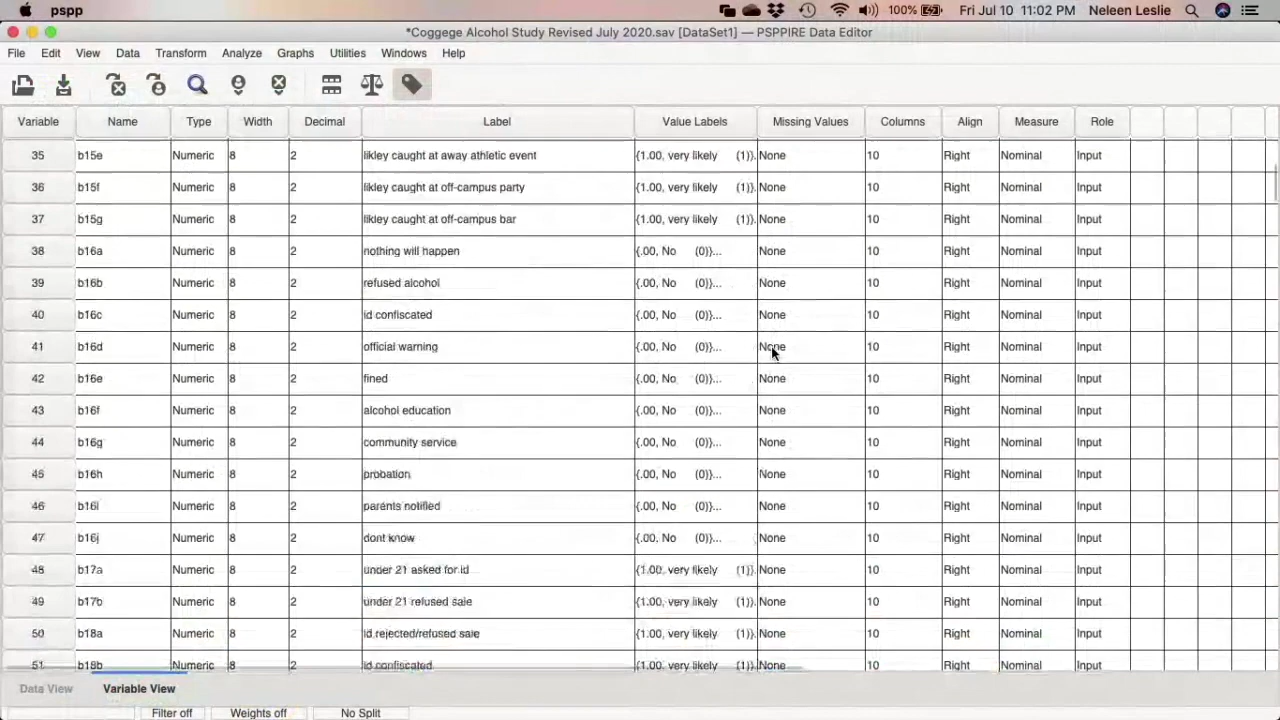 pspp 100% Fri Jul 10 11:02 PM Neleen Leslie
*Coggege Alcohol Study Revised July 2020.sav [DataSet1] — PSPPIRE Data Editor
File Edit View Data Transform Analyze Graphs Utilities Windows Help
Variable Name Type Width Decimal Label Value Labels Missing Values Columns Align Measure Role
35 b15e Numeric 8 2 likley caught at away athletic event {1.00, very likely (1)}. None 10 Right Nominal Input
36 b15f Numeric 8 2 likley caught at off-campus party {1.00, very likely (1)}. None 10 Right Nominal Input
37 b15g Numeric 8 2 likley caught at off-campus bar {1.00, very likely (1)}. None 10 Right Nominal Input
38 b16a Numeric 8 2 nothing will happen {.00, No (0)}... None 10 Right Nominal Input
39 b16b Numeric 8 2 refused alcohol {.00, No (0)}... None 10 Right Nominal Input
40 b16c Numeric 8 2 id confiscated {.00, No (0)}... None 10 Right Nominal Input
41 b16d Numeric 8 2 official warning {.00, No (0)}... None 10 Right Nominal Input
42 b16e Numeric 8 2 fined {.00, No (0)}... None 10 Right Nominal Input
43 b16f Numeric 8 2 alcohol education {.00, No (0)}... None 10 Right Nominal Input
44 b16g Numeric 8 2 community service {.00, No (0)}... None 10 Right Nominal Input
45 b16h Numeric 8 2 probation {.00, No (0)}... None 10 Right Nominal Input
46 b16i Numeric 8 2 parents notified {.00, No (0)}... None 10 Right Nominal Input
47 b16j Numeric 8 2 dont know {.00, No (0)}... None 10 Right Nominal Input
48 b17a Numeric 8 2 under 21 asked for id {1.00, very likely (1)}. None 10 Right Nominal Input
49 b17b Numeric 8 2 under 21 refused sale {1.00, very likely (1)}. None 10 Right Nominal Input
50 b18a Numeric 8 2 id rejected/refused sale {1.00, very likely (1)}. None 10 Right Nominal Input
51 b18b Numeric 8 2 id confiscated {1.00, very likely (1)}. None 10 Right Nominal Input
Data View Variable View
Filter off Weights off No Split